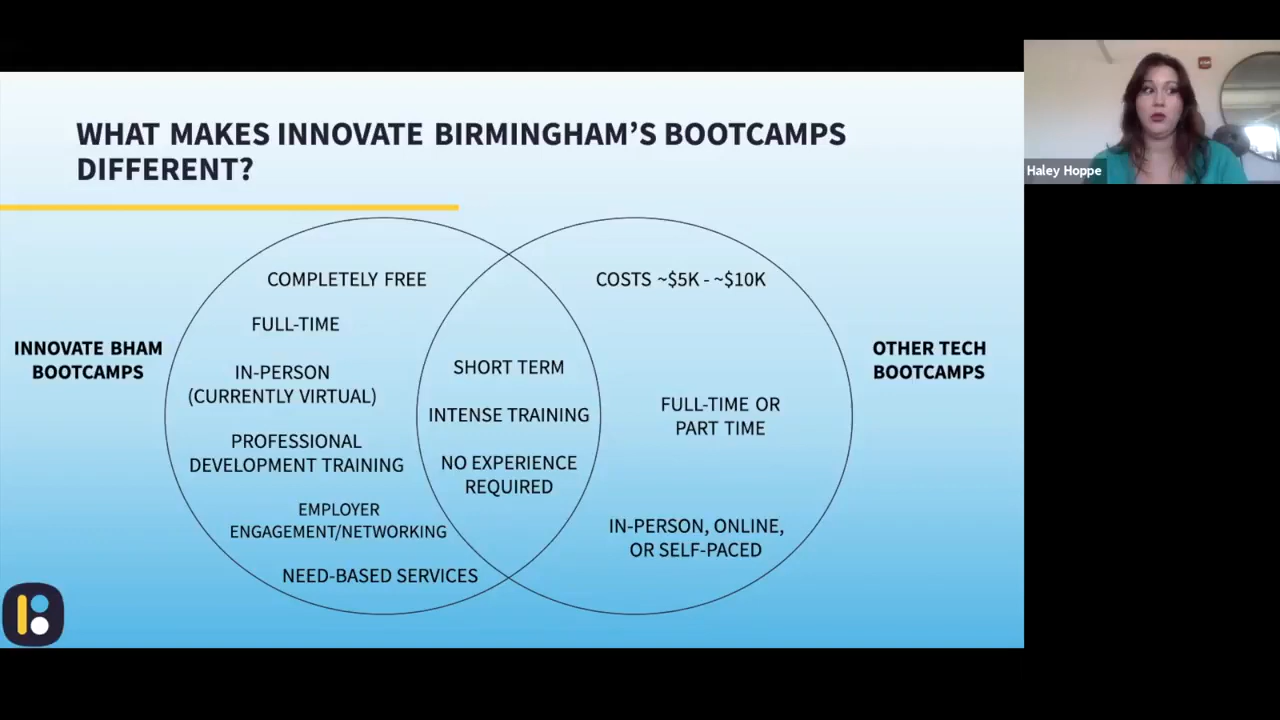 WHAT MAKES INNOVATE BIRMINGHAM'S BOOTCAMPS
DIFFERENT?
Haley Hoppe
INNOVATE BHAM
BOOTCAMPS
COMPLETELY FREE
FULL-TIME
IN-PERSON
(CURRENTLY VIRTUAL)
PROFESSIONAL
DEVELOPMENT TRAINING
EMPLOYER
ENGAGEMENT/NETWORKING
NEED-BASED SERVICES
SHORT TERM
INTENSE TRAINING
NO EXPERIENCE
REQUIRED
COSTS ~$5K - ~$10K
FULL-TIME OR
PART TIME
IN-PERSON, ONLINE,
OR SELF-PACED
OTHER TECH
BOOTCAMPS